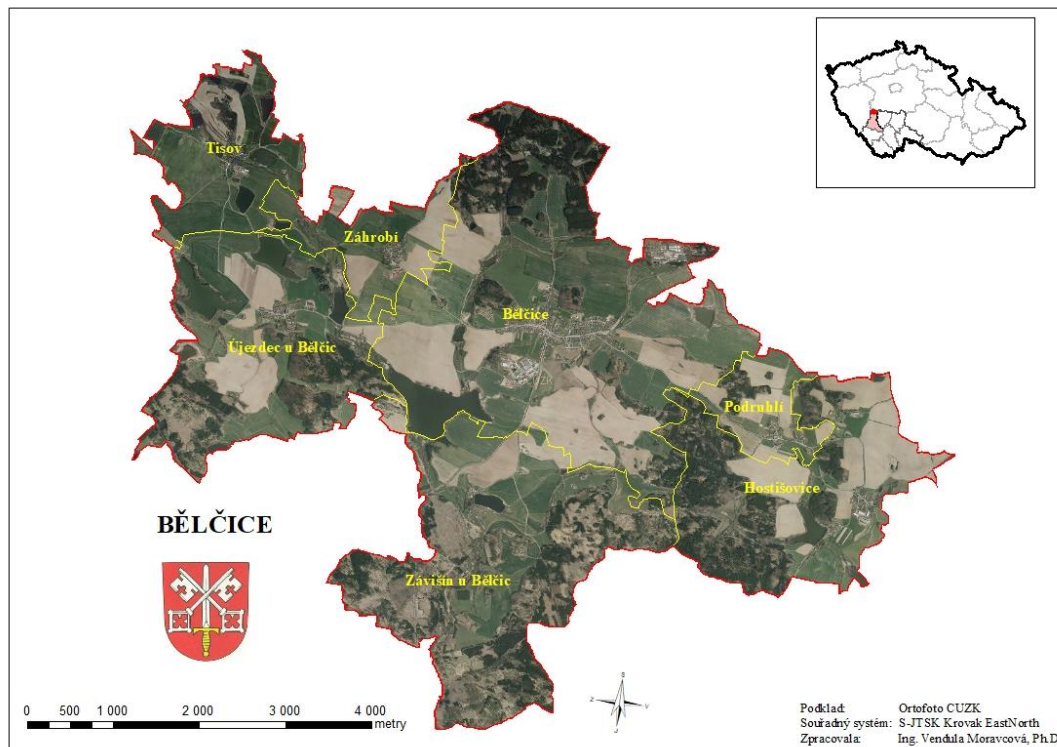 Tisov
Záhrobí
Bělčice
Újezdec u Bělčic
Podruhlí
Hostišovice
BĚLČICE
Závišín u Bělčic
0 500 1 000 2 000 3 000 4 000
metry
S
Z V
J
Podklad: Ortofoto CUZK
Souřadný systém: S-JTSK Krovak EastNorth
Zpracovala: Ing. Vendula Moravcová, Ph.D